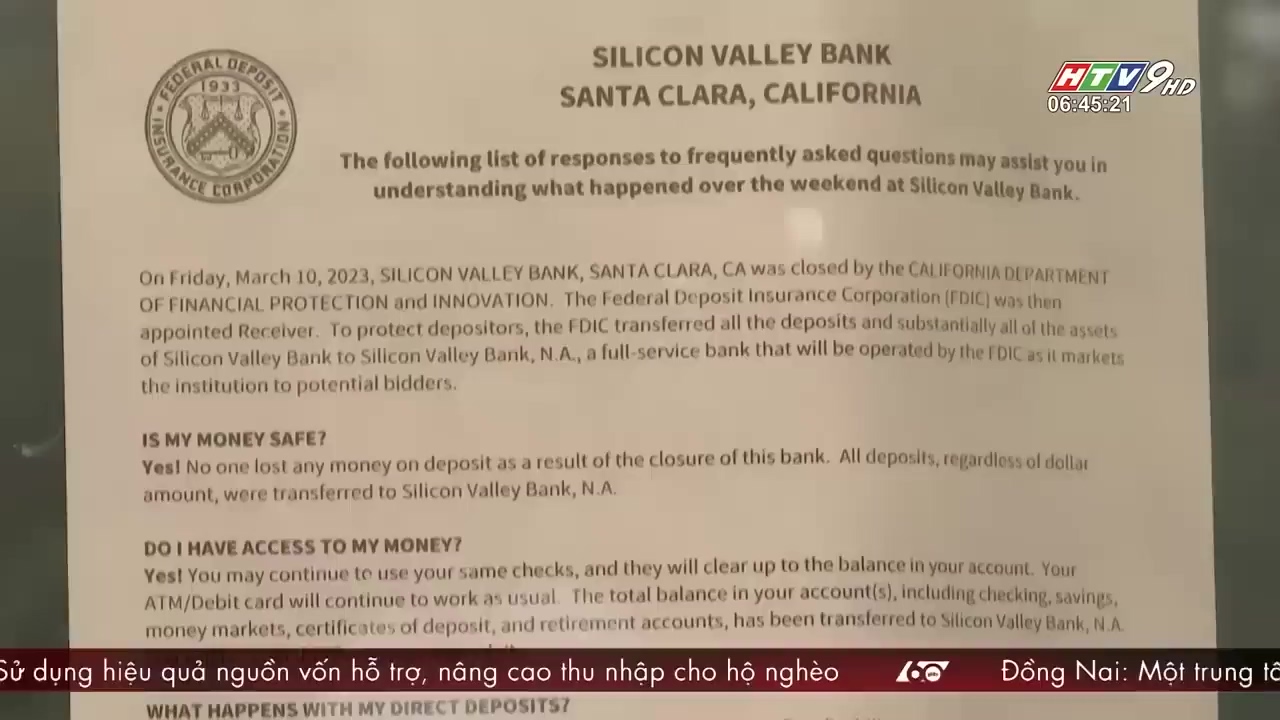 FEDERAL DEPOSIT INSURANCE CORPORATION
1933
SILICON VALLEY BANK
SANTA CLARA, CALIFORNIA
HTV9HD
06:45:21
The following list of responses to frequently asked questions may assist you in
understanding what happened over the weekend at Silicon Valley Bank.
On Friday, March 10, 2023, SILICON VALLEY BANK, SANTA CLARA, CA was closed by the CALIFORNIA DEPARTMENT
OF FINANCIAL PROTECTION and INNOVATION. The Federal Deposit Insurance Corporation (FDIC) was then
appointed Receiver. To protect depositors, the FDIC transferred all the deposits and substantially all of the assets
of Silicon Valley Bank to Silicon Valley Bank, N.A., a full-service bank that will be operated by the FDIC as it markets
the institution to potential bidders.
IS MY MONEY SAFE?
Yes! No one lost any money on deposit as a result of the closure of this bank. All deposits, regardless of dollar
amount, were transferred to Silicon Valley Bank, N.A.
DO I HAVE ACCESS TO MY MONEY?
Yes! You may continue to use your same checks, and they will clear up to the balance in your account. Your
ATM/Debit card will continue to work as usual. The total balance in your account(s), including checking, savings,
money markets, certificates of deposit, and retirement accounts, has been transferred to Silicon Valley Bank, N.A.
Sử dụng hiệu quả nguồn vốn hỗ trợ, nâng cao thu nhập cho hộ nghèo
60
Đồng Nai: Một trung
WHAT HAPPENS WITH MY DIRECT DEPOSITS?